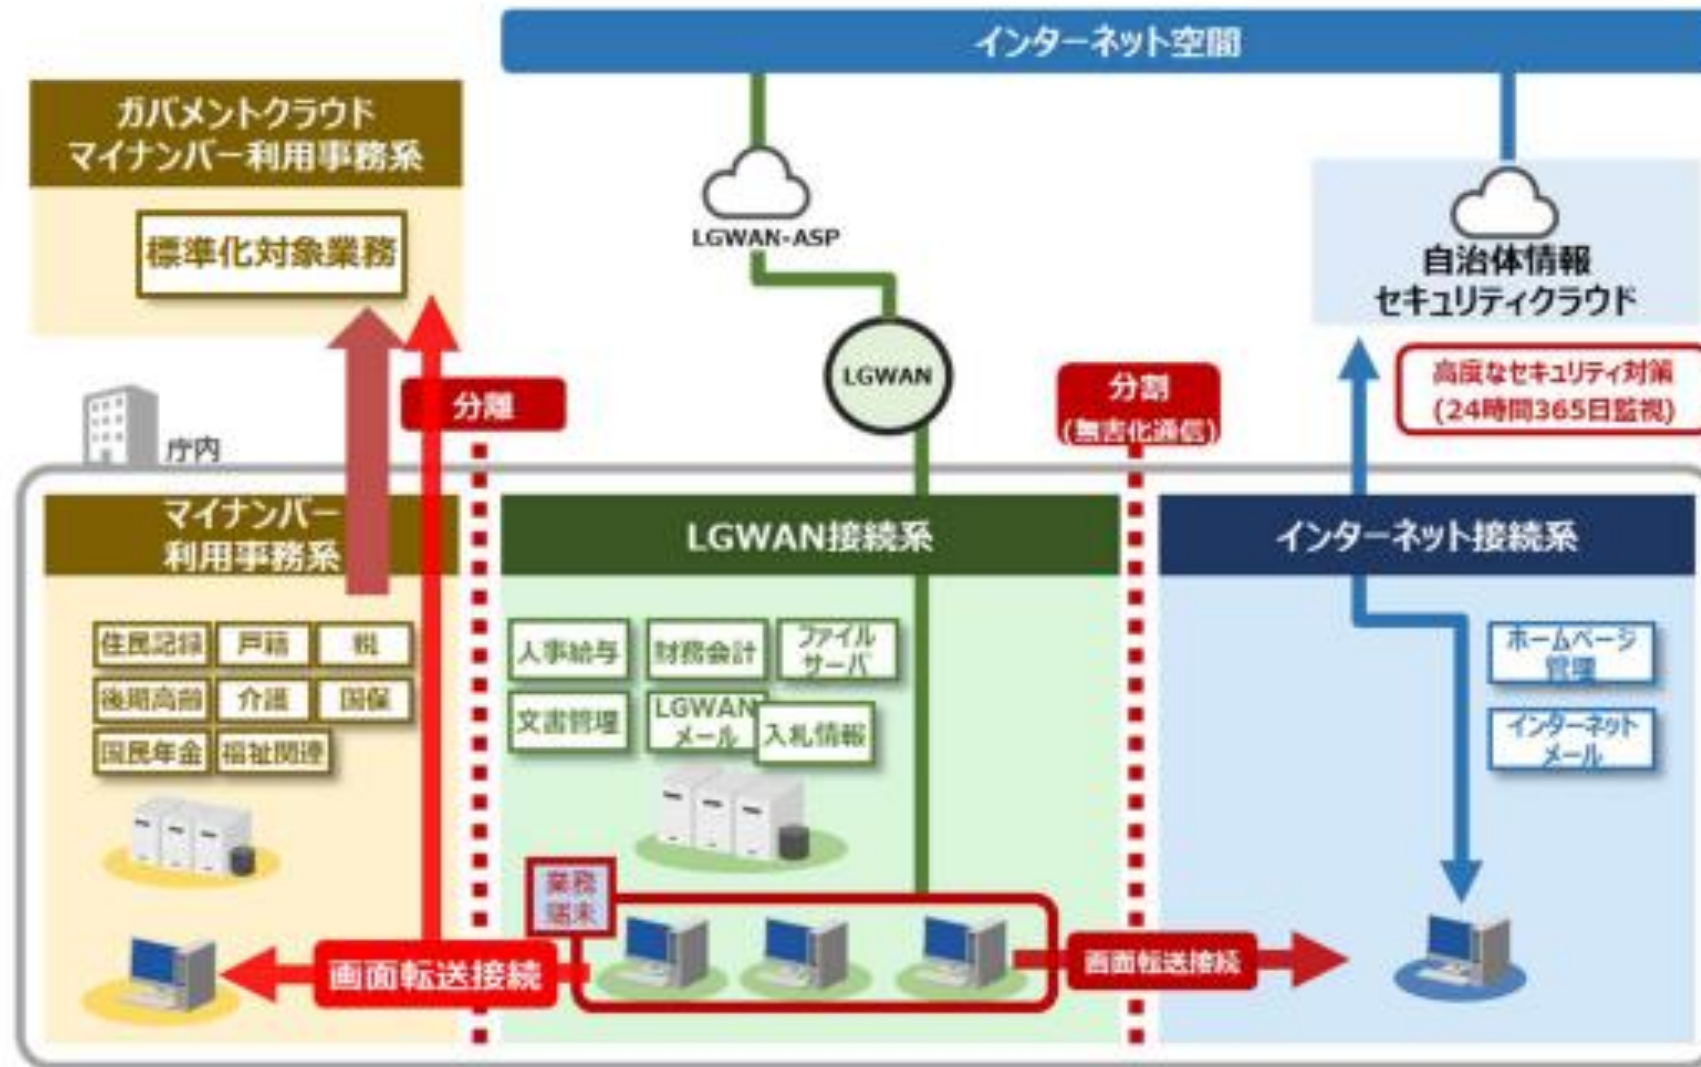 インターネット空間
ガバメントクラウド
マイナンバー利用事務系
標準化対象業務
LGWAN-ASP
自治体情報
セキュリティクラウド
LGWAN
高度なセキュリティ対策
(24時間365日監視)
分離
分割
(無害化通信)
庁内
マイナンバー
利用事務系
LGWAN接続系
インターネット接続系
住民記録
戸籍
税
後期高齢
介護
国保
国民年金
福祉関連
人事給与
財務会計
ファイル
サーバ
文書管理
LGWAN
メール
入札情報
ホームページ
管理
インターネット
メール
業務
端末
画面転送接続
画面転送接続